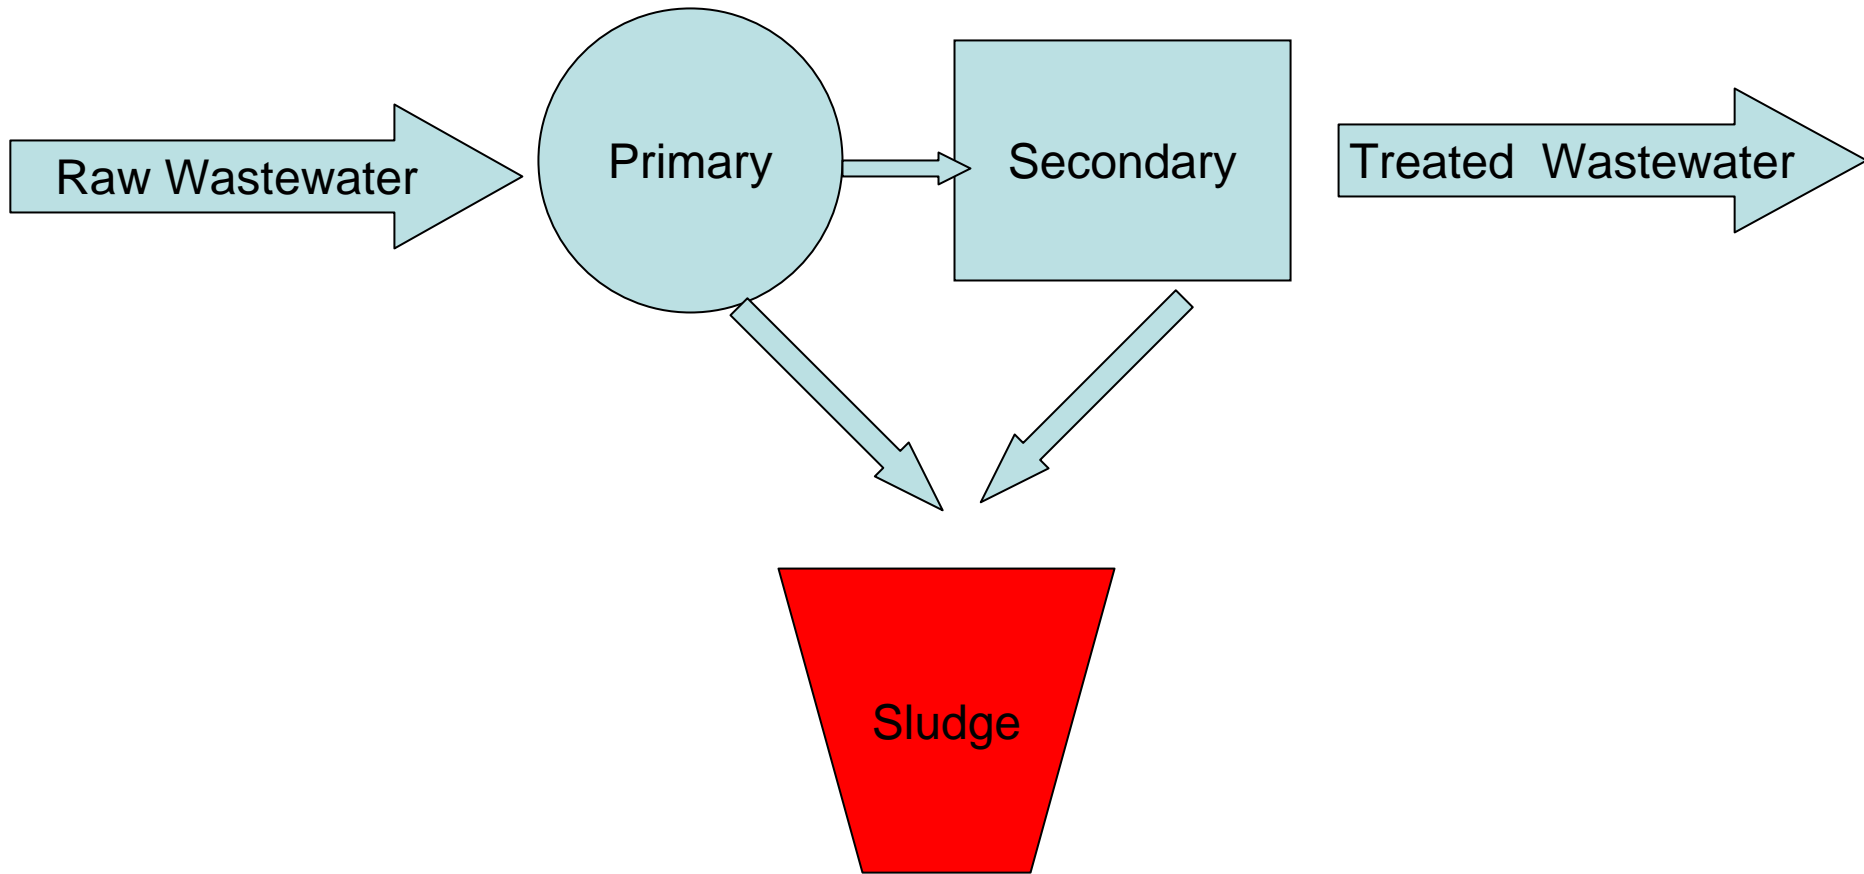 Raw Wastewater
Primary
Secondary
Treated  Wastewater
Sludge